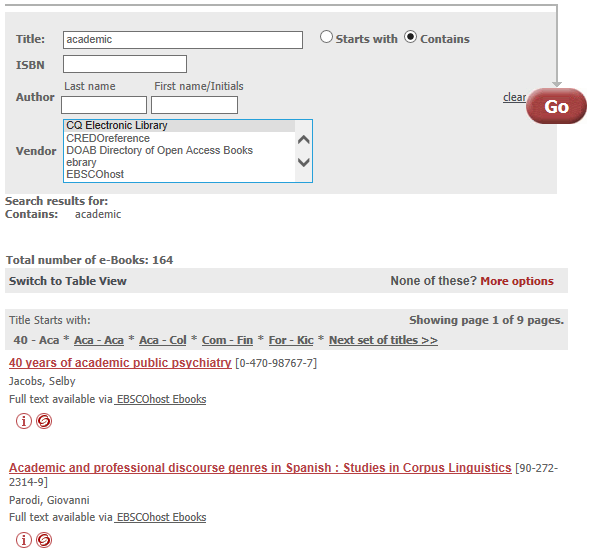 Title: academic Starts with Contains
ISBN
Last name First name/Initials
Author clear Go
Vendor
CQ Electronic Library
CREDOreference
DOAB Directory of Open Access Books
ebrary
EBSCOhost
Search results for:
Contains: academic
Total number of e-Books: 164
Switch to Table View None of these? More options
Title Starts with: Showing page 1 of 9 pages.
40 - Aca * Aca - Aca * Aca - Col * Com - Fin * For - Kic * Next set of titles >>
40 years of academic public psychiatry [0-470-98767-7]
Jacobs, Selby
Full text available via EBSCOhost Ebooks
i
Academic and professional discourse genres in Spanish : Studies in Corpus Linguistics [90-272-
2314-9]
Parodi, Giovanni
Full text available via EBSCOhost Ebooks
i